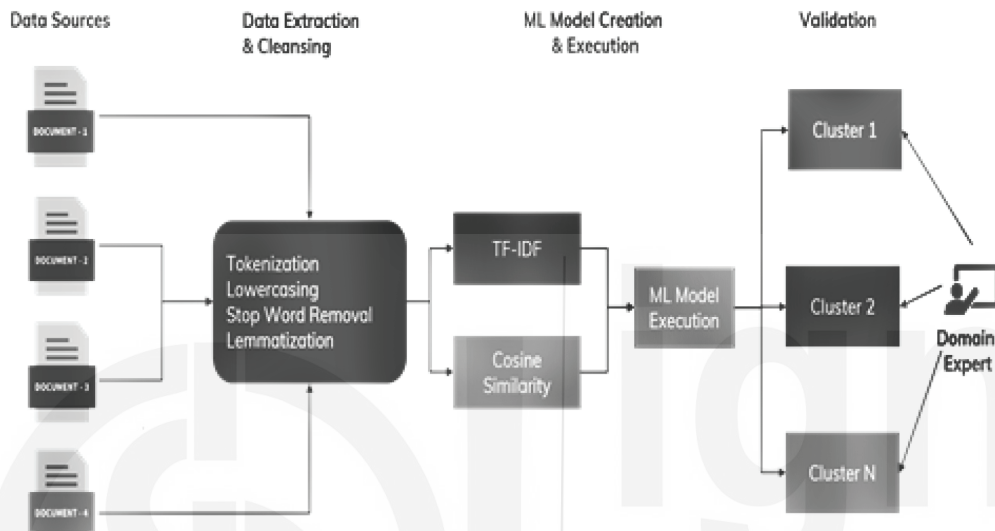 Data Sources
Data Extraction
& Cleansing
ML Model Creation
& Execution
Validation
DOCUMENT - 1
DOCUMENT - 2
DOCUMENT - 3
DOCUMENT - 4
Tokenization
Lowercasing
Stop Word Removal
Lemmatization
TF-IDF
Cosine
Similarity
ML Model
Execution
Cluster 1
Cluster 2
Cluster N
Domain
Expert